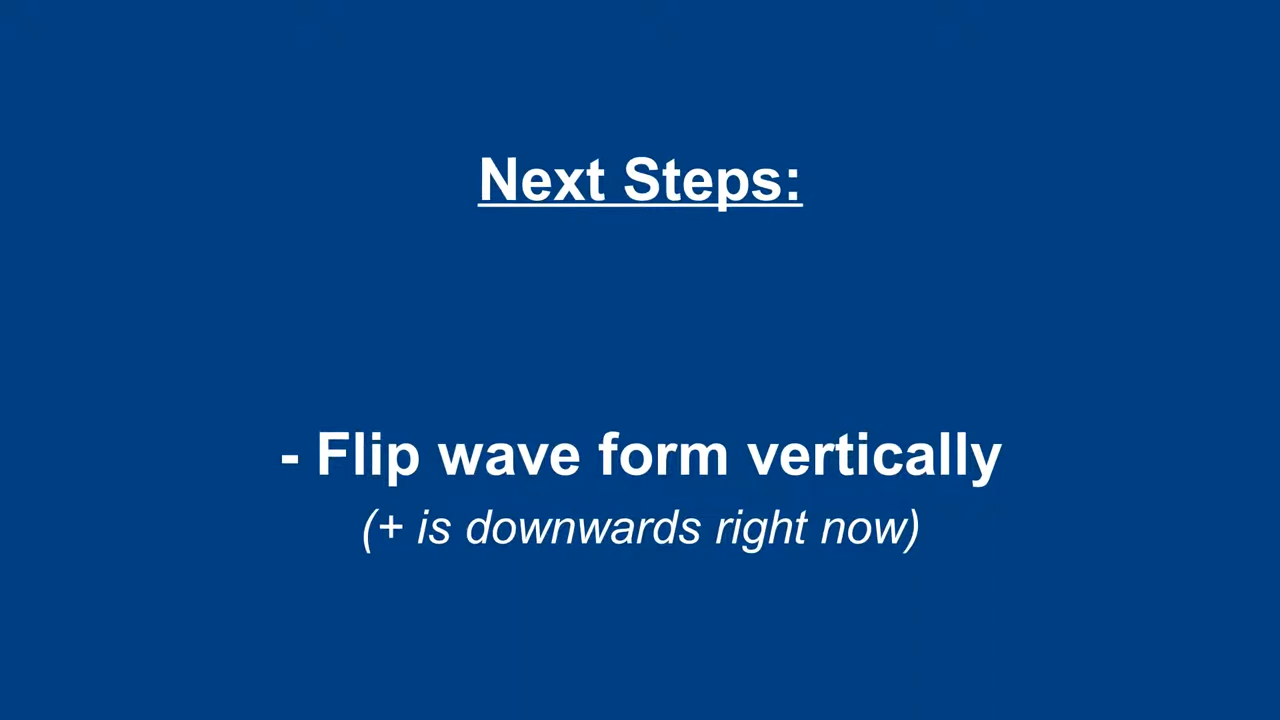 Next Steps:
- Flip wave form vertically
(+ is downwards right now)